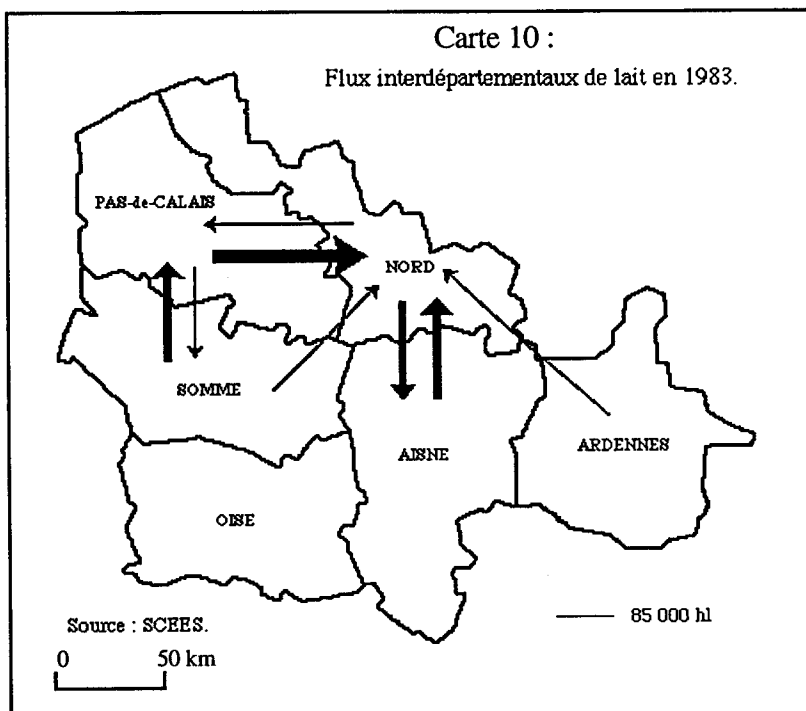 Carte 10 :
Flux interdépartementaux de lait en 1983.
PAS-de-CALAIS
NORD
SOMME
AISNE
ARDENNES
OISE
Source : SCEES.
85 000 hl
0 50 km